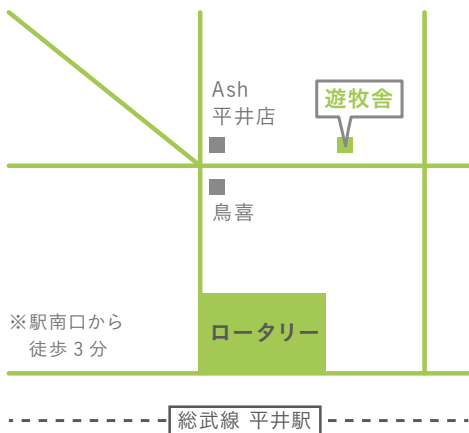 Ash
平井店
遊牧舎
鳥喜
ロータリー
※駅南口から
徒歩3分
総武線 平井駅